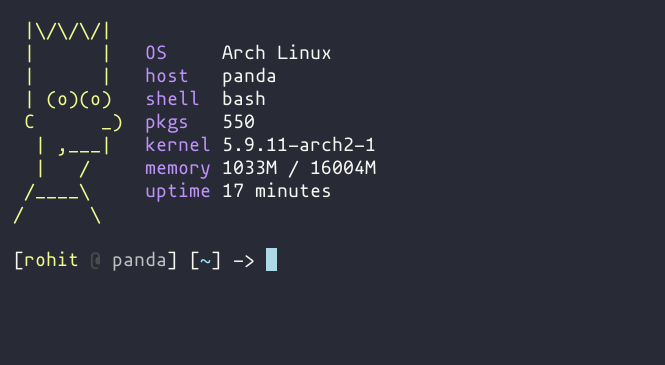 |\/\/\/|
|      |   OS     Arch Linux
|      |   host   panda
| (o)(o)   shell  bash
C      _)  pkgs   550
 | ,___|   kernel 5.9.11-arch2-1
 |   /     memory 1033M / 16004M
/____\     uptime 17 minutes
/      \
[rohit @ panda] [~] ->